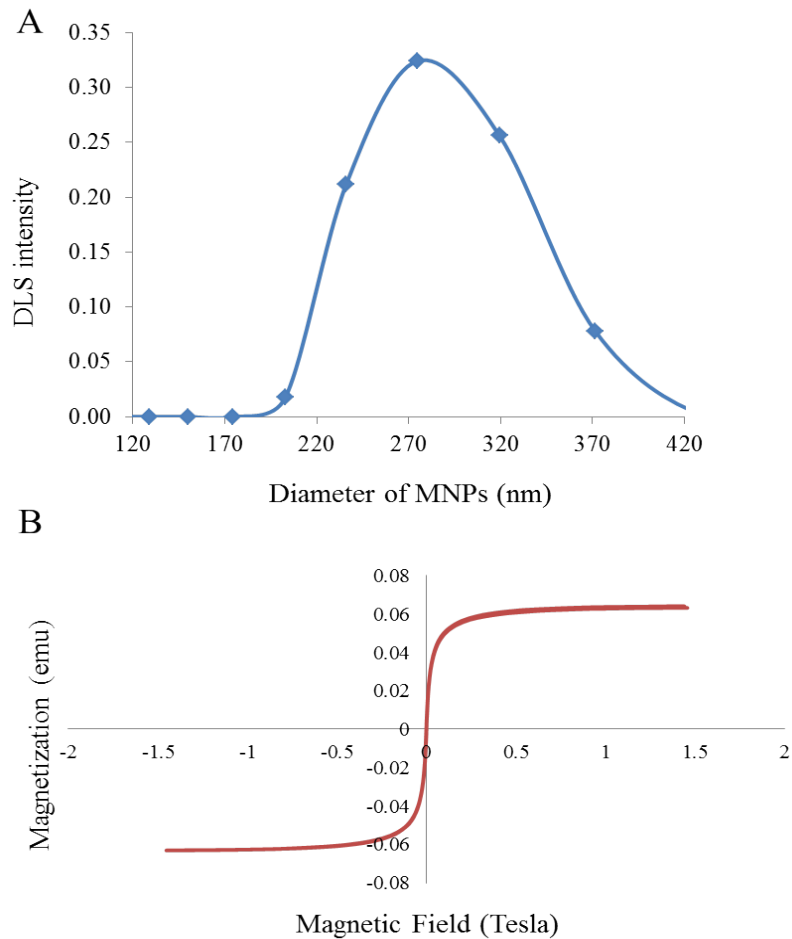 A
0.35
0.30
0.25
0.20
0.15
0.10
0.05
0.00
DLS intensity
120 170 220 270 320 370 420
Diameter of MNPs (nm)
B
0.08
0.06
0.04
0.02
0
-0.02
-0.04
-0.06
-0.08
-2 -1.5 -1 -0.5 0 0.5 1 1.5 2
Magnetization (emu)
Magnetic Field (Tesla)